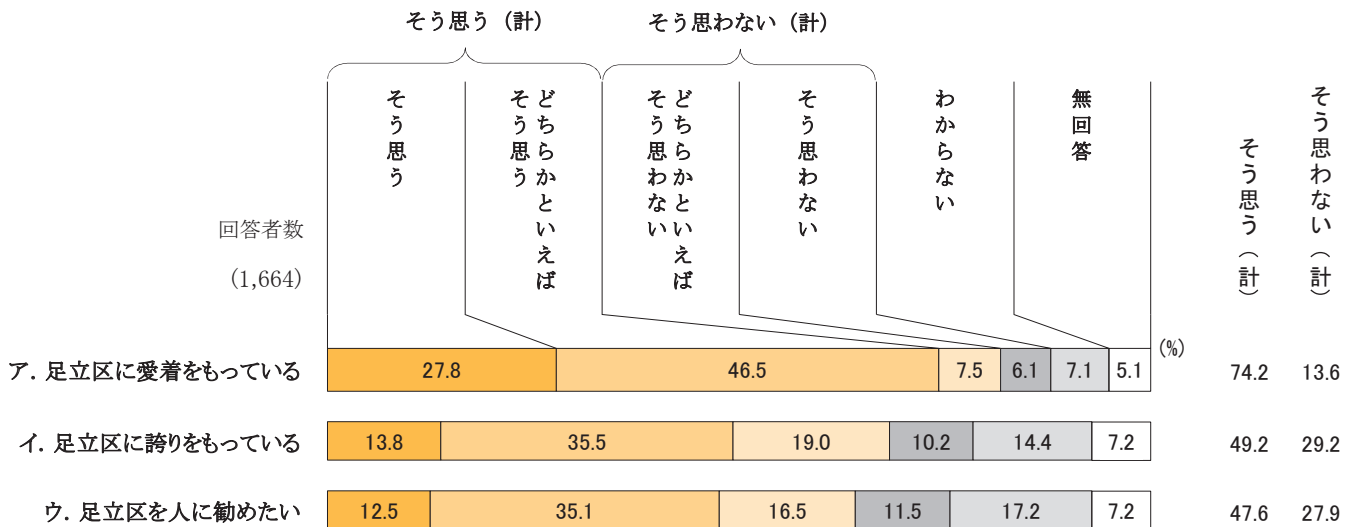 そう思う（計）
そう思わない（計）
そう思う
どちらかといえば
そう思う
どちらかといえば
そう思わない
そう思わない
わからない
無回答
そう思う（計）
そう思わない（計）
回答者数
(1,664)
(%)
ア．足立区に愛着をもっている 27.8 46.5 7.5 6.1 7.1 5.1 74.2 13.6
イ．足立区に誇りをもっている 13.8 35.5 19.0 10.2 14.4 7.2 49.2 29.2
ウ．足立区を人に勧めたい 12.5 35.1 16.5 11.5 17.2 7.2 47.6 27.9